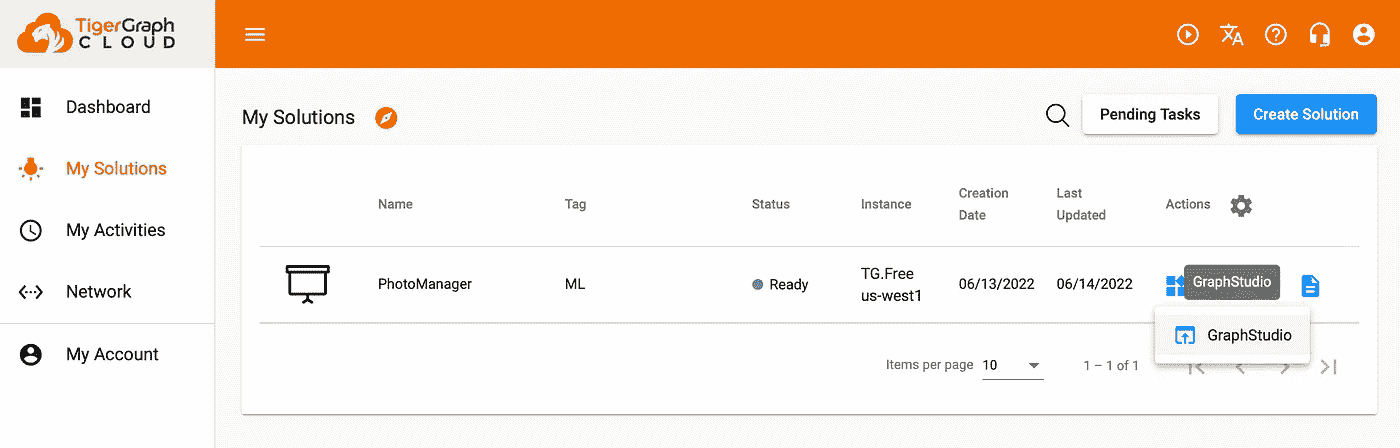 TigerGraph
CLOUD
Dashboard
My Solutions
My Activities
Network
My Account
My Solutions
Pending Tasks
Create Solution
Name
Tag
Status
Instance
Creation
Date
Last
Updated
Actions
PhotoManager
ML
Ready
TG.Free
us-west1
06/13/2022
06/14/2022
GraphStudio
GraphStudio
Items per page
10
1 – 1 of 1